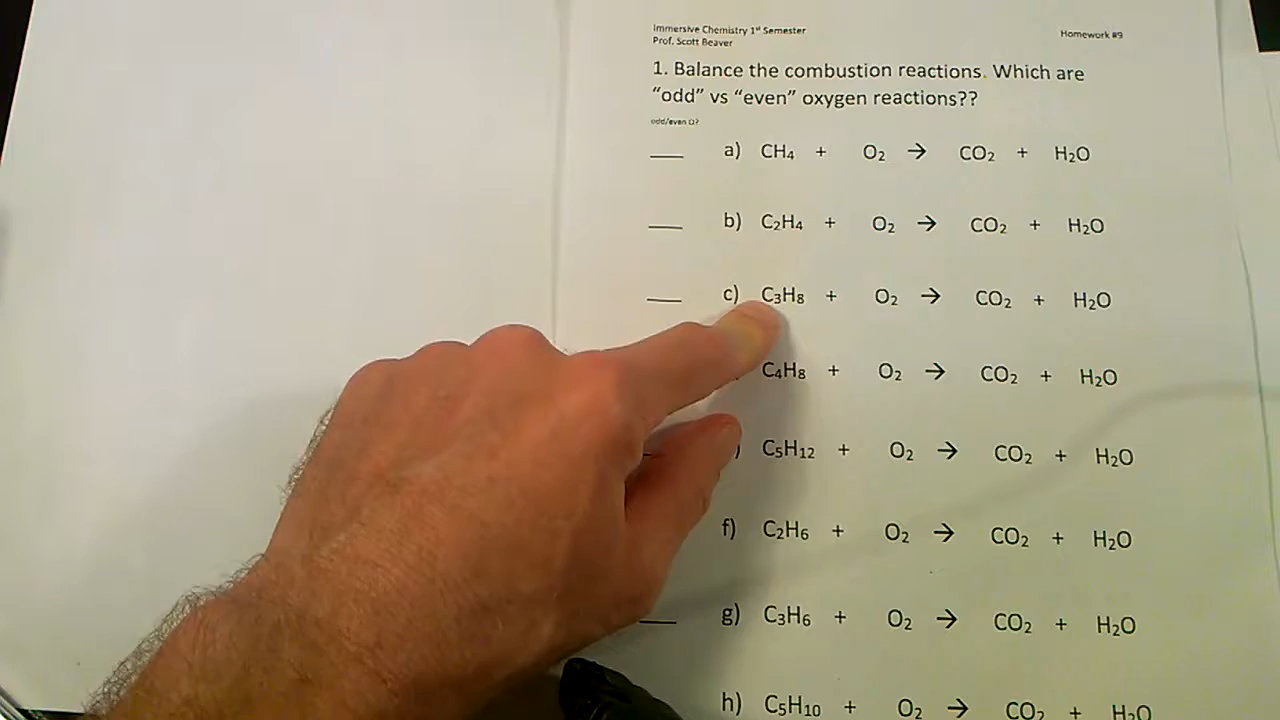 Immersive Chemistry 1st Semester
Prof. Scott Beaver
Homework #9
1. Balance the combustion reactions. Which are
“odd” vs “even” oxygen reactions??
odd/even O?
a) CH₄ + O₂ → CO₂ + H₂O
b) C₂H₄ + O₂ → CO₂ + H₂O
c) C₃H₈ + O₂ → CO₂ + H₂O
C₄H₈ + O₂ → CO₂ + H₂O
) C₅H₁₂ + O₂ → CO₂ + H₂O
f) C₂H₆ + O₂ → CO₂ + H₂O
g) C₃H₆ + O₂ → CO₂ + H₂O
h) C₅H₁₀ + O₂ → CO₂ + H₂O